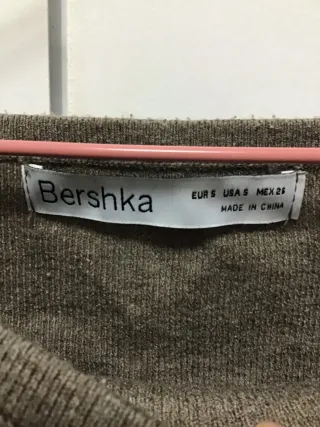 Bershka
EUR S USA S MEX 26
MADE IN CHINA